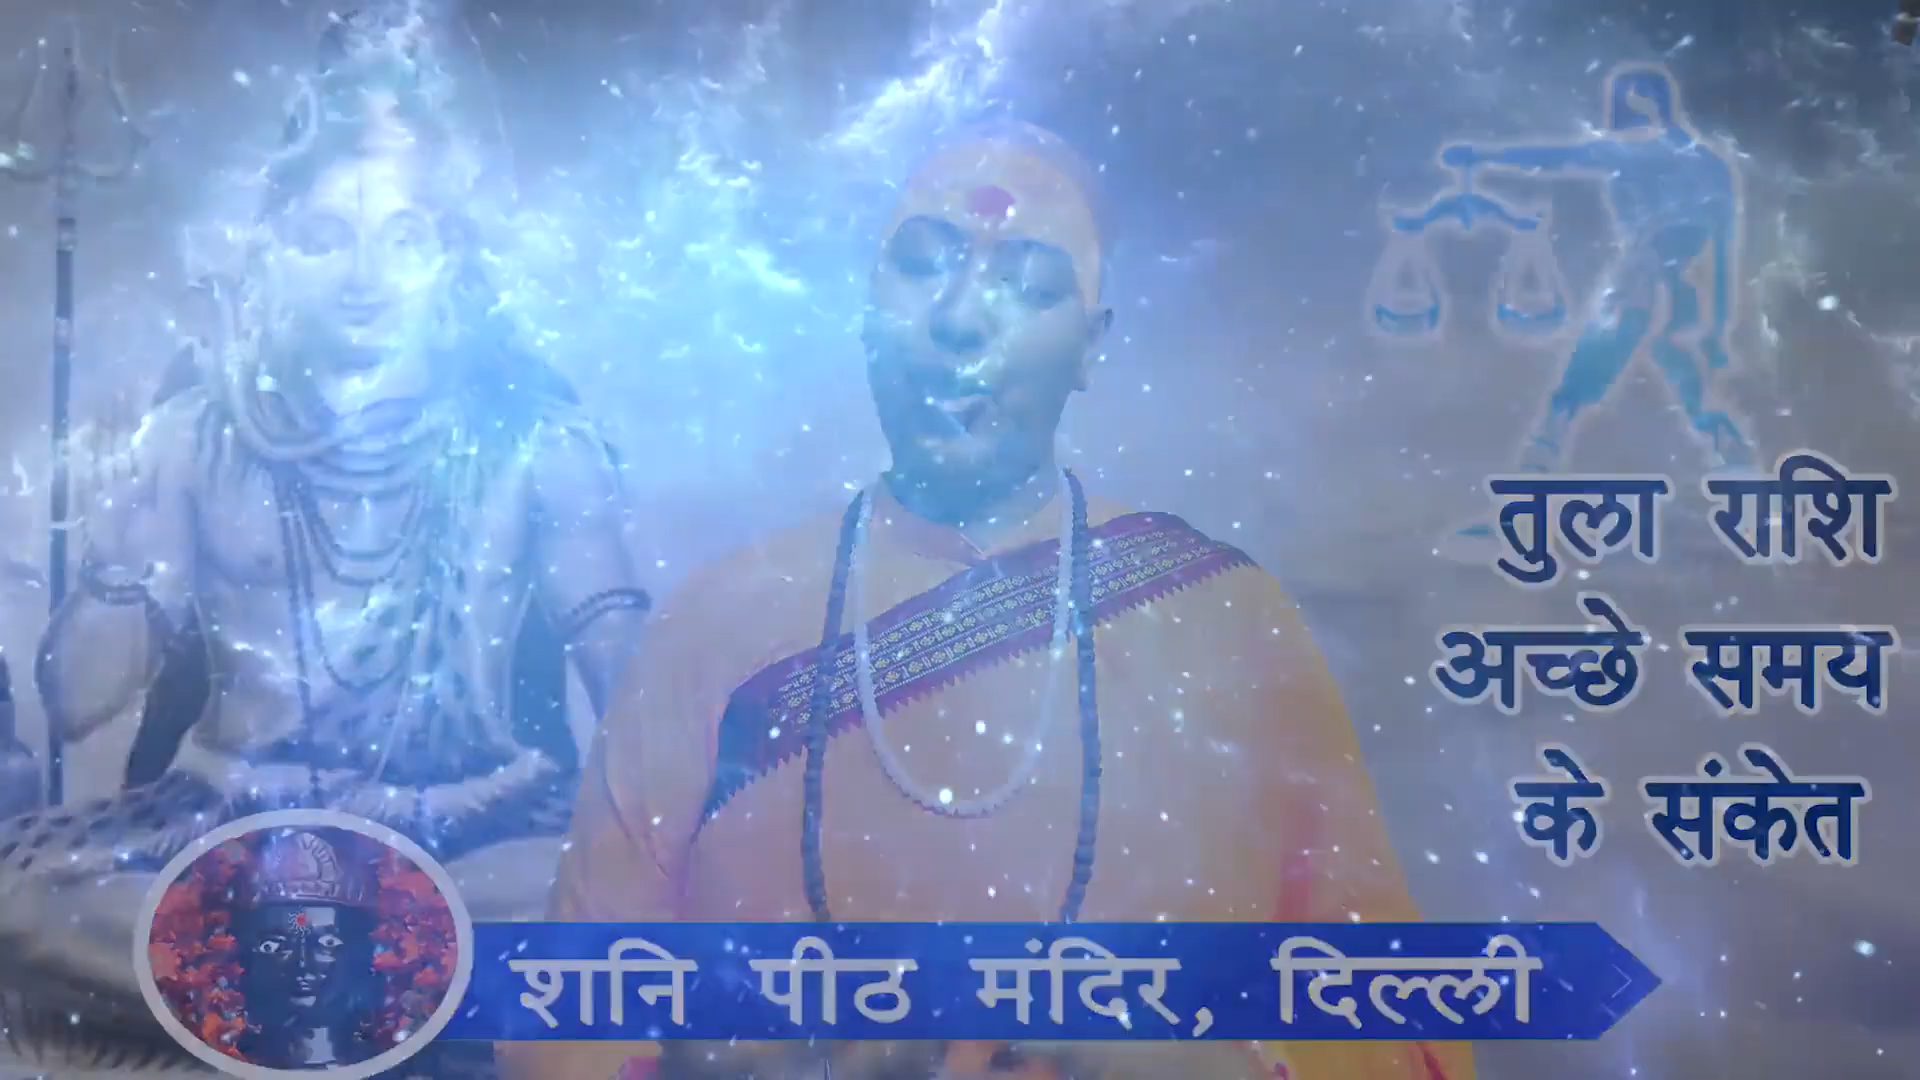 तुला राशि
अच्छे समय
के संकेत
शनि पीठ मंदिर, दिल्ली